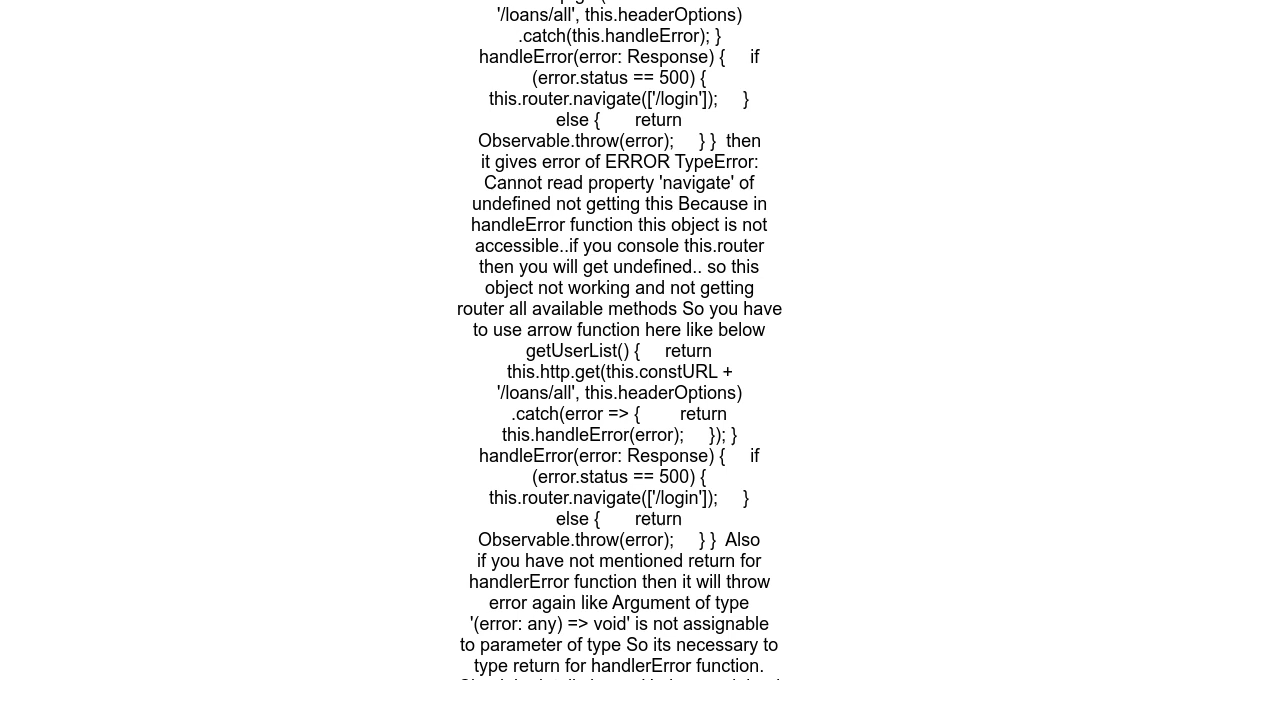 '/loans/all', this.headerOptions)
.catch(this.handleError); }
handleError(error: Response) {     if
(error.status == 500) {
this.router.navigate(['/login']);     }
else {       return
Observable.throw(error);     } }  then
it gives error of ERROR TypeError:
Cannot read property 'navigate' of
undefined not getting this Because in
handleError function this object is not
accessible..if you console this.router
then you will get undefined.. so this
object not working and not getting
router all available methods So you have
to use arrow function here like below
getUserList() {     return
this.http.get(this.constURL +
'/loans/all', this.headerOptions)
.catch(error => {        return
this.handleError(error);     }); }
handleError(error: Response) {     if
(error.status == 500) {
this.router.navigate(['/login']);     }
else {       return
Observable.throw(error);     } }  Also
if you have not mentioned return for
handlerError function then it will throw
error again like Argument of type
'(error: any) => void' is not assignable
to parameter of type So its necessary to
type return for handlerError function.